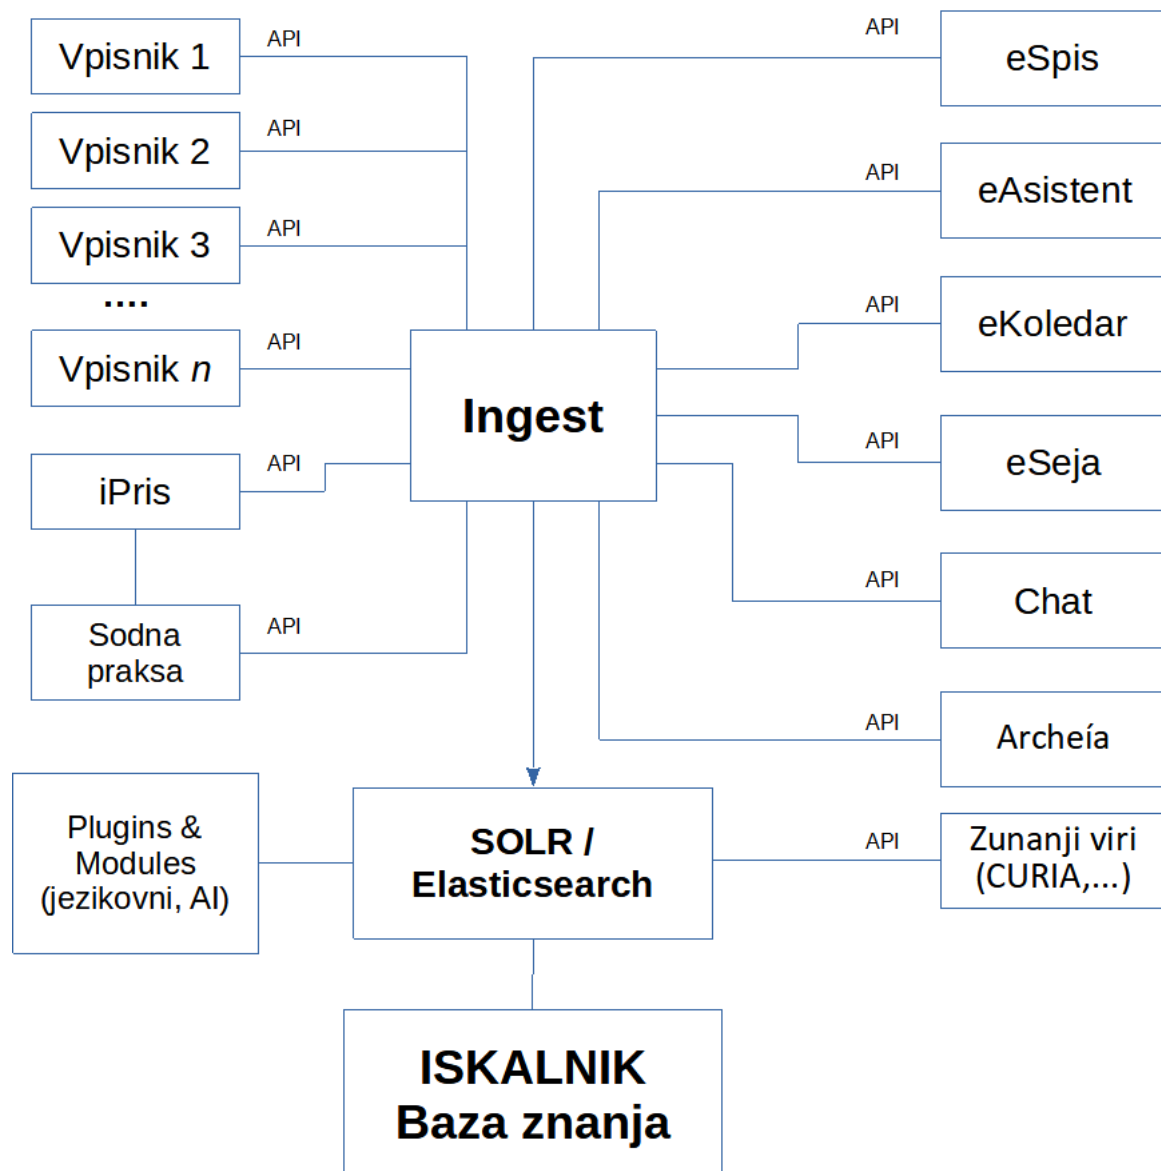 Vpisnik 1
API
API
eSpis
Vpisnik 2
API
API
eAsistent
Vpisnik 3
API
....
Vpisnik n
API
API
eKoledar
Ingest
iPris
API
API
eSeja
Sodna
praksa
API
API
Chat
API
Archeía
Plugins &
Modules
(jezikovni, AI)
SOLR /
Elasticsearch
API
Zunanji viri
(CURIA,...)
ISKALNIK
Baza znanja